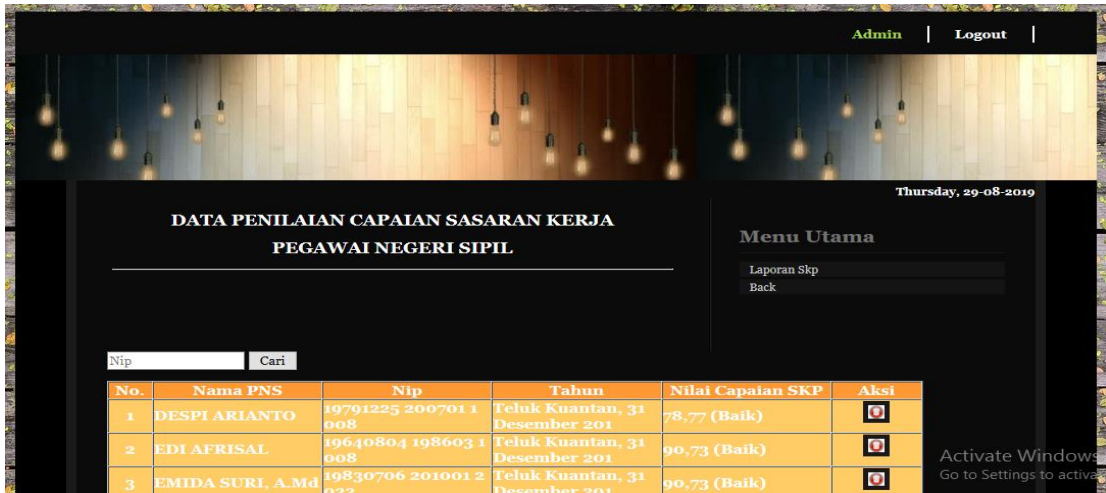 Admin | Logout |
Thursday, 29-08-2019
DATA PENILAIAN CAPAIAN SASARAN KERJA
PEGAWAI NEGERI SIPIL
Menu Utama
Laporan Skp
Back
Nip Cari
No. Nama PNS Nip Tahun Nilai Capaian SKP Aksi
1 DESPI ARIANTO 19791225 200701 1 008 Teluk Kuantan, 31 Desember 201 78,77 (Baik)
2 EDI AFRISAL 19640804 198603 1 008 Teluk Kuantan, 31 Desember 201 90,73 (Baik)
3 EMIDA SURI, A.Md 19830706 201001 2 Teluk Kuantan, 31 Desember 201 90,73 (Baik)
Activate Windows
Go to Settings to activa